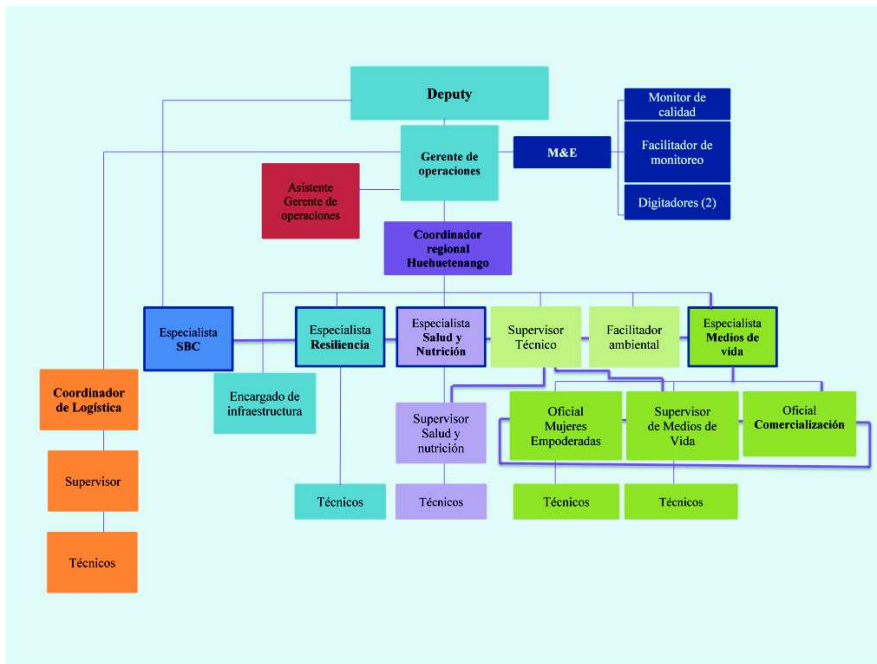 Deputy
Monitor de
calidad
Gerente de
operaciones
M&E
Facilitador de
monitoreo
Asistente
Gerente de
operaciones
Digitadores (2)
Coordinador
regional
Huehuetenango
Especialista
SBC
Especialista
Resiliencia
Especialista
Salud y
Nutrición
Supervisor
Técnico
Facilitador
ambiental
Especialista
Medios de
vida
Coordinador
de Logística
Encargado de
infraestructura
Supervisor
Salud y
nutrición
Oficial
Mujeres
Empoderadas
Supervisor
de Medios de
Vida
Oficial
Comercialización
Supervisor
Técnicos
Técnicos
Técnicos
Técnicos
Técnicos